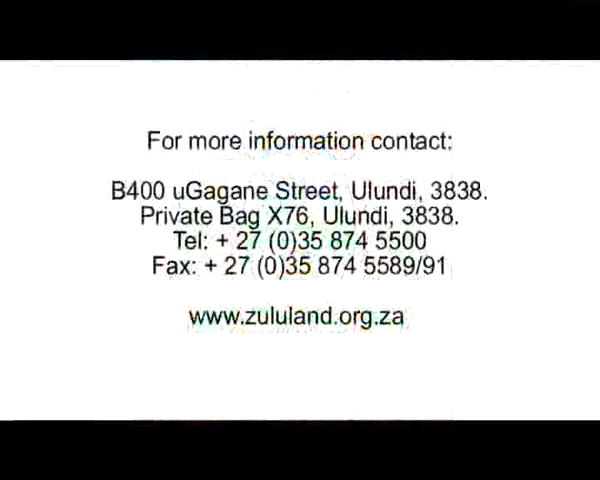 For more information contact:
B400 uGagane Street, Ulundi, 3838.
Private Bag X76, Ulundi, 3838.
Tel: + 27 (0)35 874 5500
Fax: + 27 (0)35 874 5589/91
www.zululand.org.za